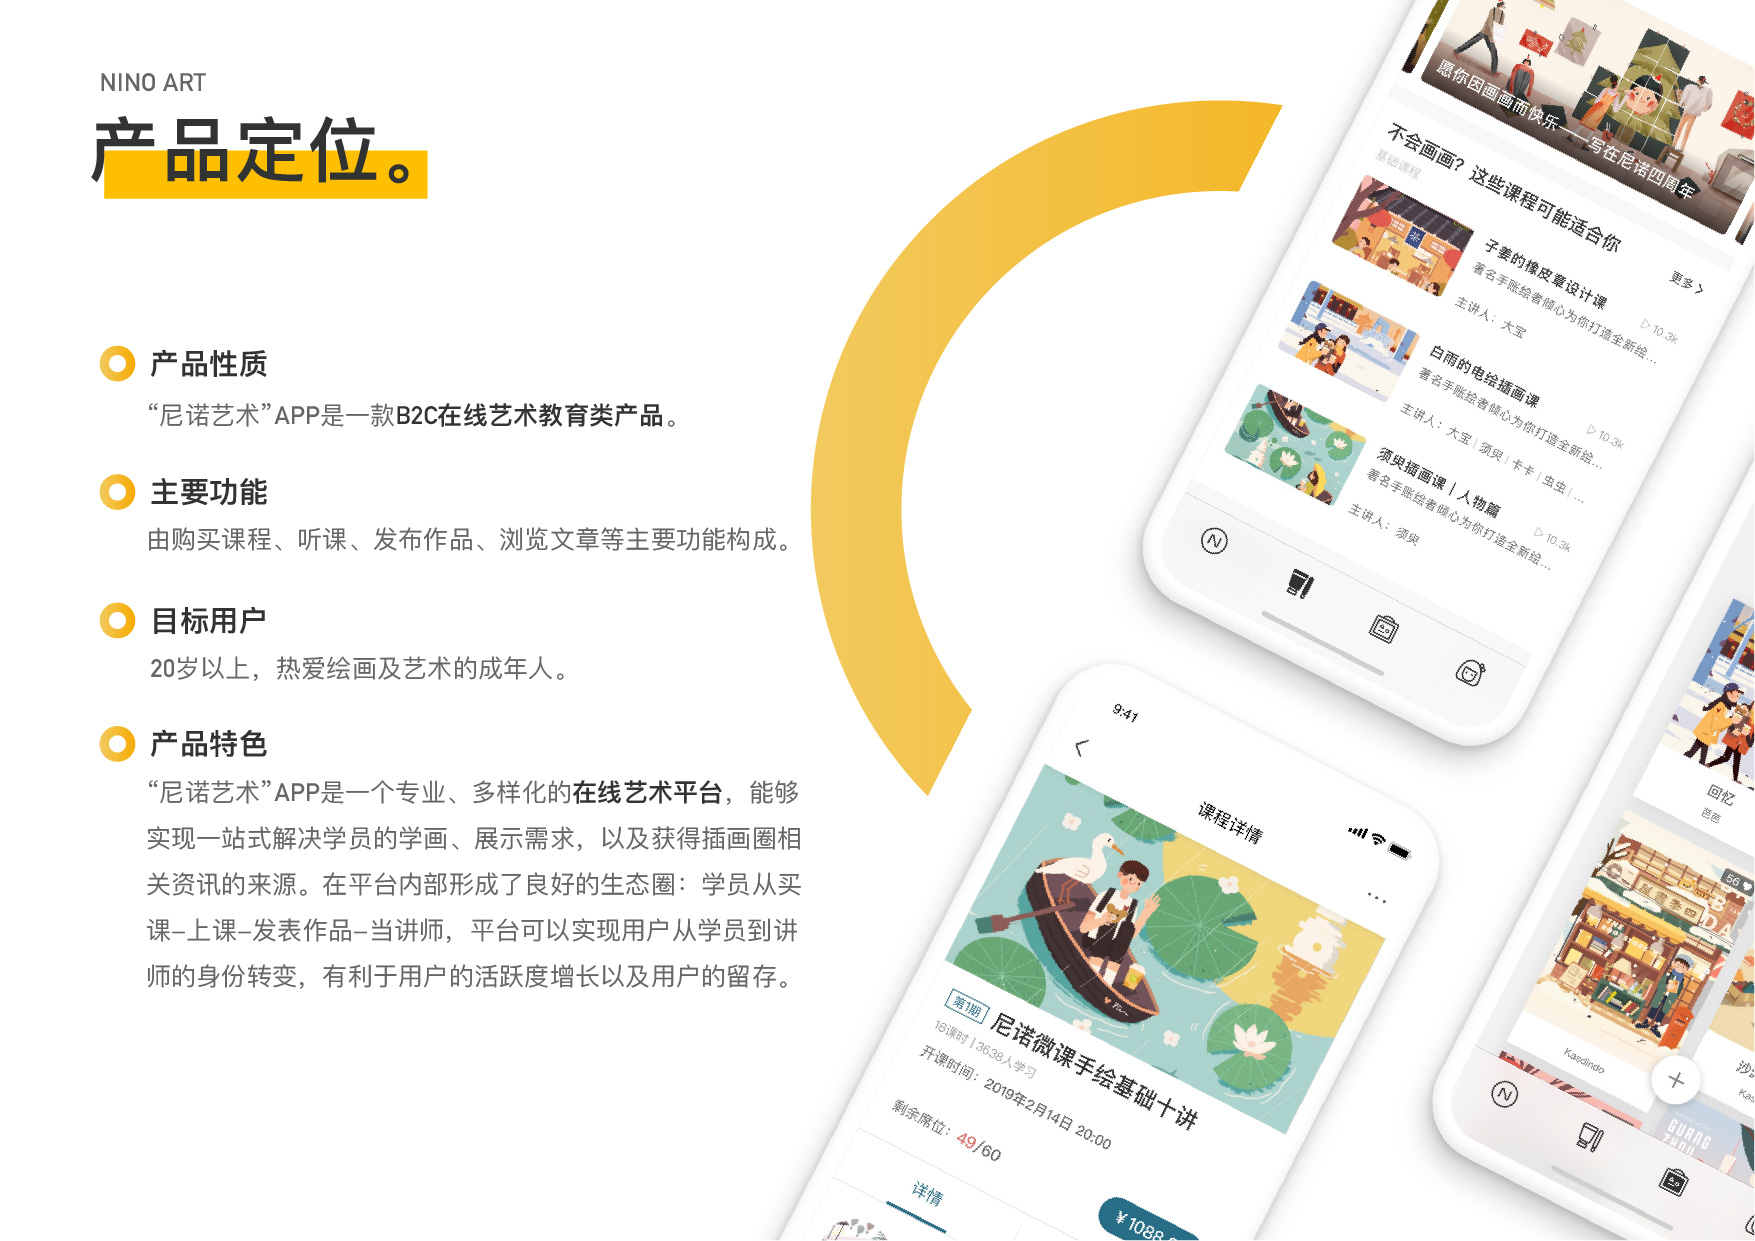 NINO ART
产品定位。
产品性质
“尼诺艺术”APP是一款B2C在线艺术教育类产品。
主要功能
由购买课程、听课、发布作品、浏览文章等主要功能构成。
目标用户
20岁以上，热爱绘画及艺术的成年人。
产品特色
“尼诺艺术”APP是一个专业、多样化的在线艺术平台，能够
实现一站式解决学员的学画、展示需求，以及获得插画圈相
关资讯的来源。在平台内部形成了良好的生态圈：学员从买
课–上课–发表作品–当讲师，平台可以实现用户从学员到讲
师的身份转变，有利于用户的活跃度增长以及用户的留存。
愿你因画画而快乐——写在尼诺四周年
不会画画？这些课程可能适合你
基础课程
更多
子姜的橡皮章设计课
著名手账绘者倾心为你打造全新绘...
主讲人：大宝
10.3k
白雨的电绘插画课
著名手账绘者倾心为你打造全新绘...
主讲人：大宝 | 须臾 | 卡卡 | 虫虫 | ...
10.3k
须臾插画课 | 人物篇
著名手账绘者倾心为你打造全新绘...
主讲人：须臾
10.3k
N
9:41
课程详情
...
第1期
尼诺微课手绘基础十讲
18课时 | 3638人学习
开课时间：2019年2月14日 20:00
剩余席位：49/60
详情
¥1088
回忆
芭芭
56
Kasdindo
GUANG
N